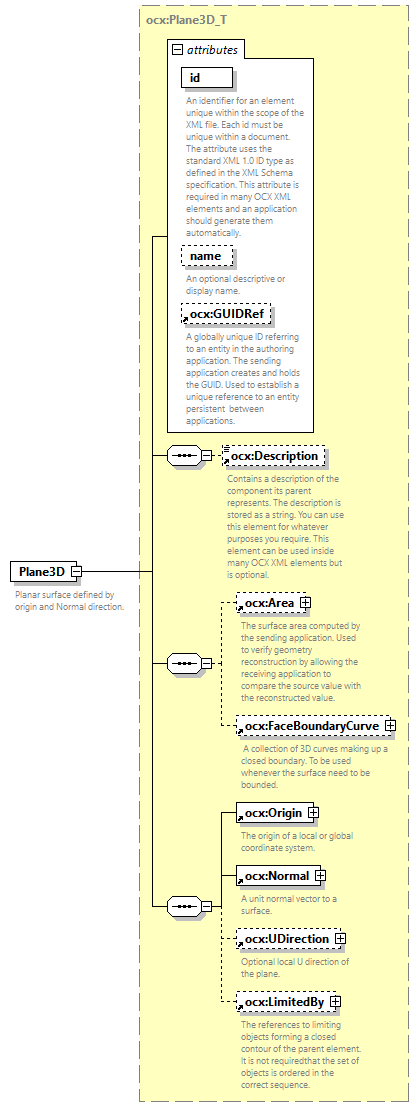 ocx:Plane3D_T
attributes
id
An identifier for an element
unique within the scope of the
XML file. Each id must be
unique within a document.
The attribute uses the
standard XML 1.0 ID type as
defined in the XML Schema
specification. This attribute is
required in many OCX XML
elements and an application
should generate them
automatically.
name
An optional descriptive or
display name.
ocx:GUIDRef
A globally unique ID referring
to an entity in the authoring
application. The sending
application creates and holds
the GUID. Used to establish a
unique reference to an entity
persistent between
applications.
ocx:Description
Contains a description of the
component its parent
represents. The description is
stored as a string. You can use
this element for whatever
purposes you require. This
element can be used inside
many OCX XML elements but
is optional.
Plane3D
Planar surface defined by
origin and Normal direction.
ocx:Area
The surface area computed by
the sending application. Used
to verify geometry
reconstruction by allowing the
receiving application to
compare the source value with
the reconstructed value.
ocx:FaceBoundaryCurve
A collection of 3D curves making up a
closed boundary. To be used
whenever the surface need to be
bounded.
ocx:Origin
The origin of a local or global
coordinate system.
ocx:Normal
A unit normal vector to a
surface.
ocx:UDirection
Optional local U direction of
the plane.
ocx:LimitedBy
The references to limiting
objects forming a closed
contour of the parent element.
It is not requiredthat the set of
objects is ordered in the
correct sequence.